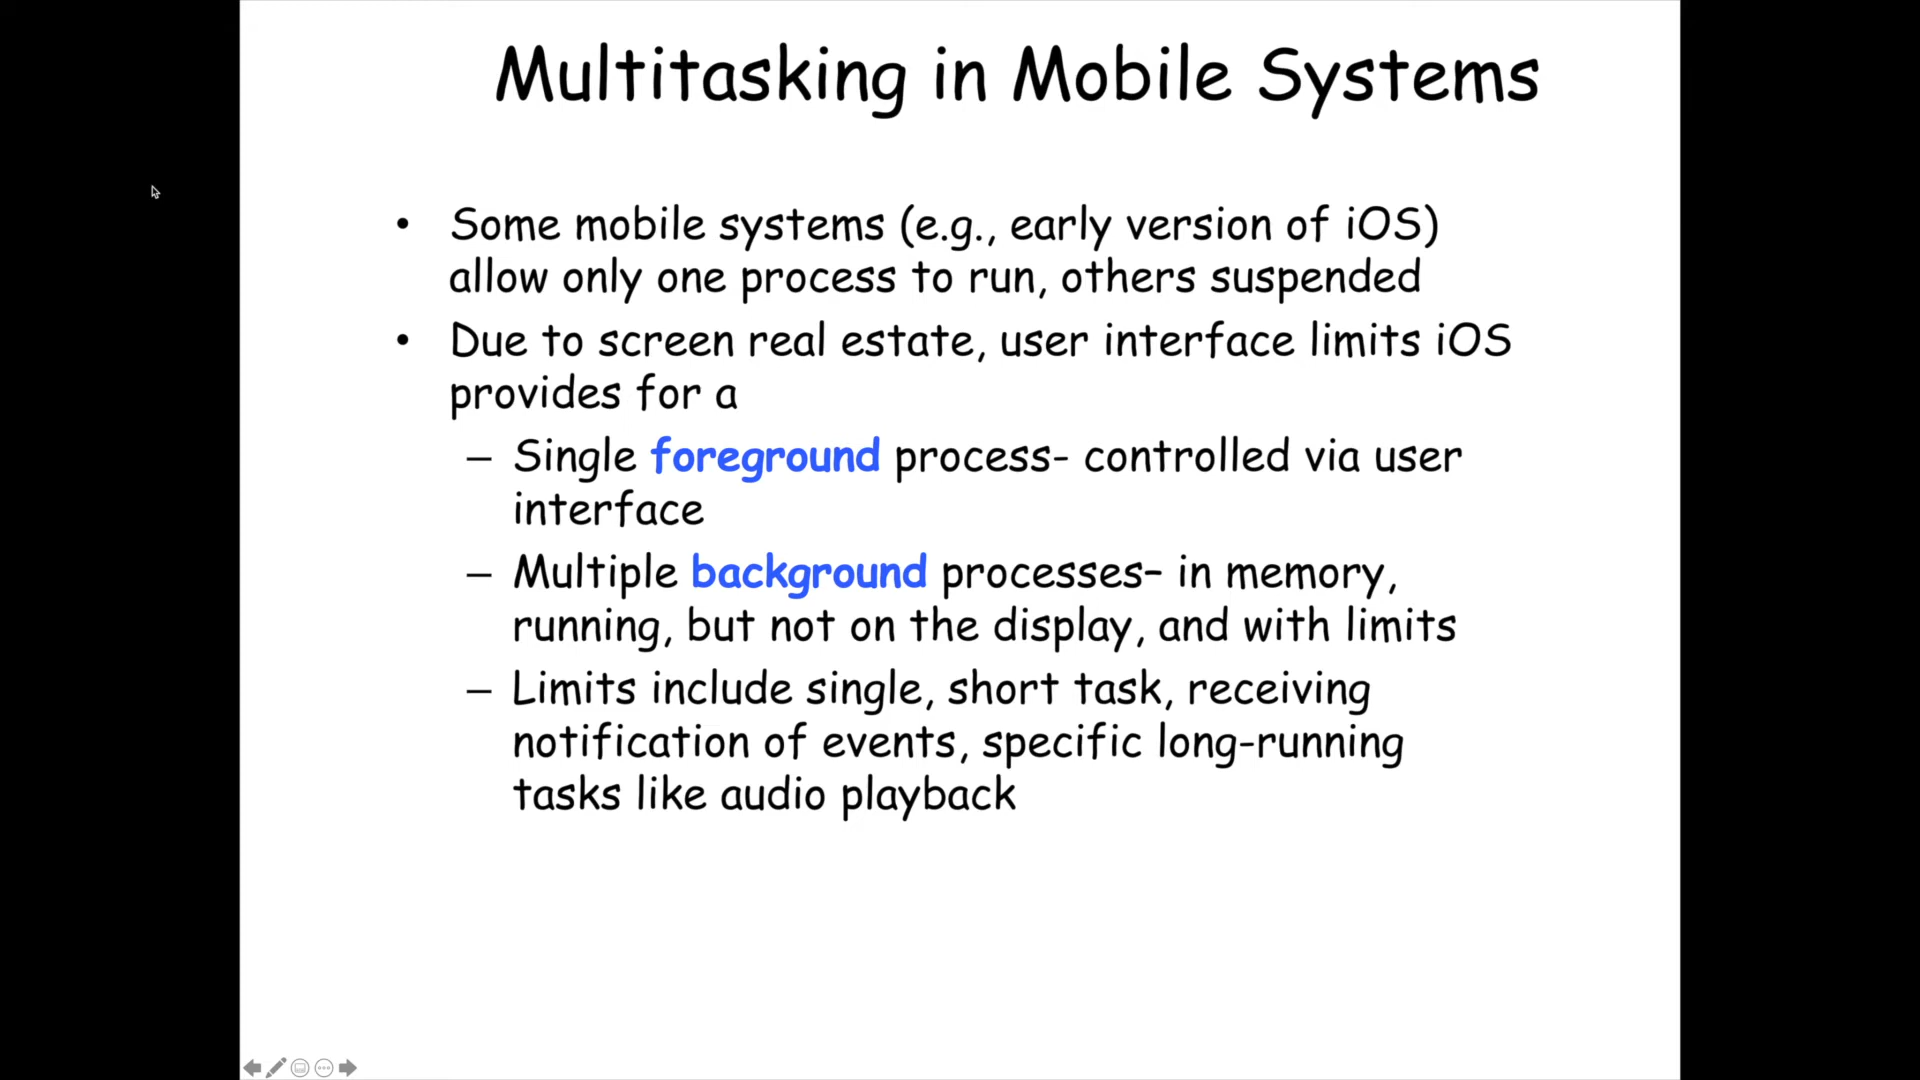 Multitasking in Mobile Systems
• Some mobile systems (e.g., early version of iOS)
allow only one process to run, others suspended
• Due to screen real estate, user interface limits iOS
provides for a
– Single foreground process- controlled via user
interface
– Multiple background processes– in memory,
running, but not on the display, and with limits
– Limits include single, short task, receiving
notification of events, specific long-running
tasks like audio playback